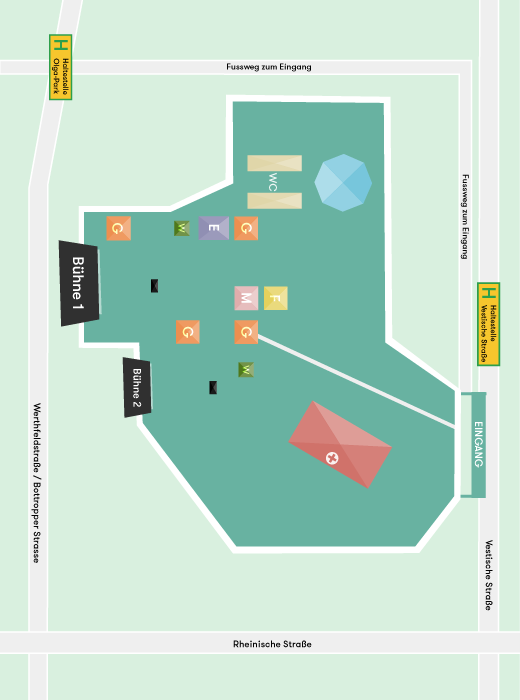 H
Haltestelle
Olga-Park
Fussweg zum Eingang
Fussweg zum Eingang
WC
G
W
E
G
Bühne 1
M
F
H
Haltestelle
Vestische Straße
G
G
Bühne 2
W
EINGANG
Werthfeldstraße / Bottropper Strasse
Vestische Straße
Rheinische Straße